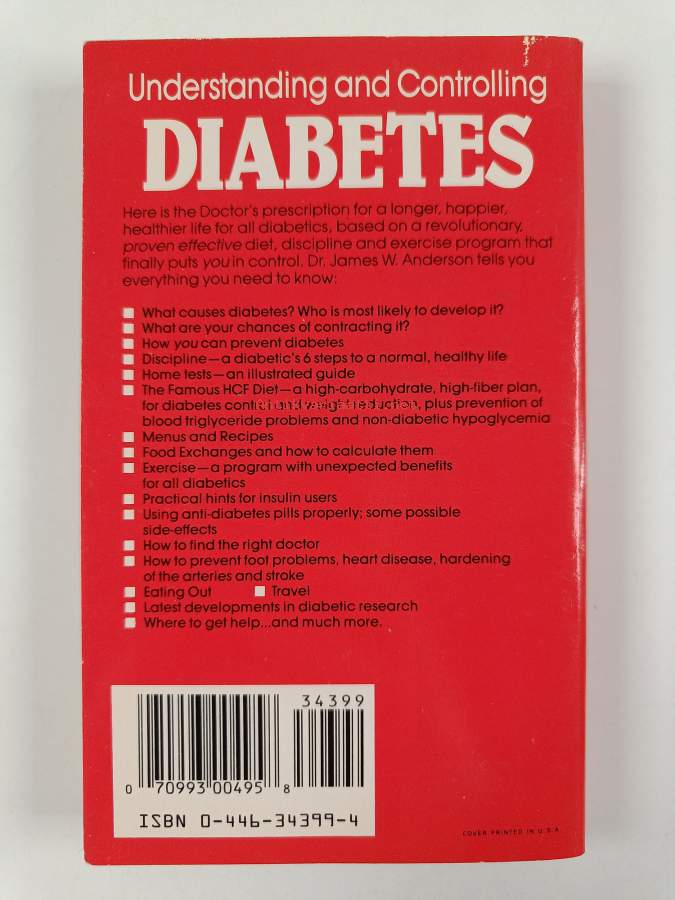 Understanding and Controlling
DIABETES
Here is the Doctor's prescription for a longer, happier,
healthier life for all diabetics, based on a revolutionary,
proven effective diet, discipline and exercise program that
finally puts you in control. Dr. James W. Anderson tells you
everything you need to know:
What causes diabetes? Who is most likely to develop it?
What are your chances of contracting it?
How you can prevent diabetes
Discipline—a diabetic's 6 steps to a normal, healthy life
Home tests—an illustrated guide
The Famous HCF Diet—a high-carbohydrate, high-fiber plan,
for diabetes control and weight reduction, plus prevention of
blood triglyceride problems and non-diabetic hypoglycemia
Menus and Recipes
Food Exchanges and how to calculate them
Exercise—a program with unexpected benefits
for all diabetics
Practical hints for insulin users
Using anti-diabetes pills properly; some possible
side-effects
How to find the right doctor
How to prevent foot problems, heart disease, hardening
of the arteries and stroke
Eating Out Travel
Latest developments in diabetic research
Where to get help...and much more.
34399
0 70993 00495 8
ISBN 0-446-34399-4
COVER PRINTED IN U.S.A.